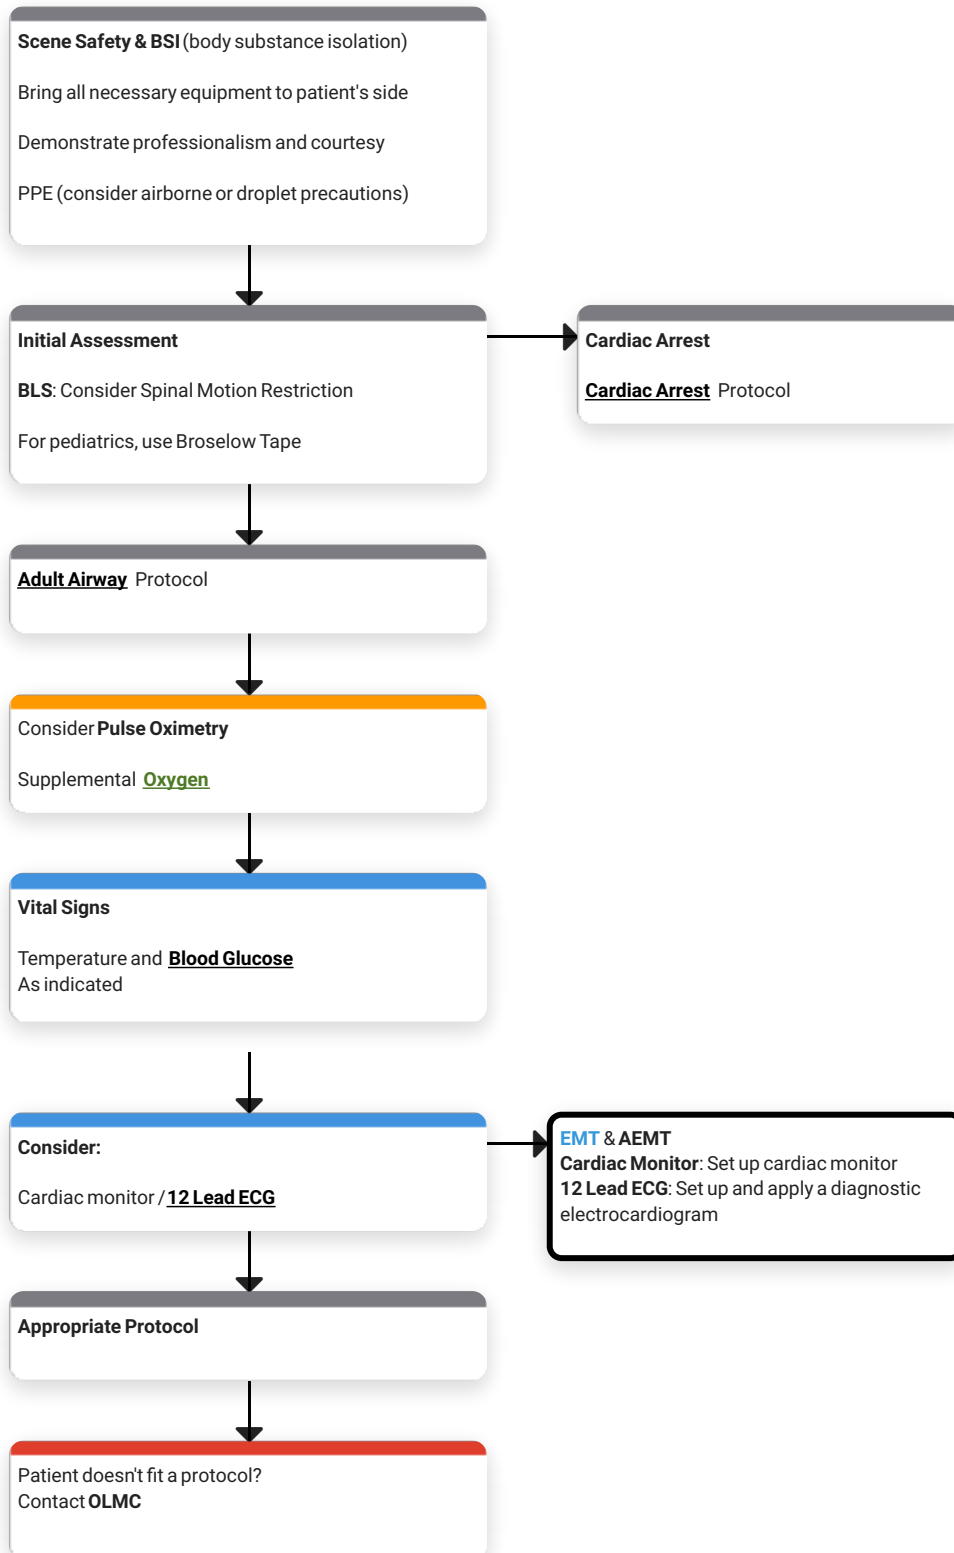 Scene Safety & BSI (body substance isolation)
Bring all necessary equipment to patient's side
Demonstrate professionalism and courtesy
PPE (consider airborne or droplet precautions)
Initial Assessment
BLS: Consider Spinal Motion Restriction
For pediatrics, use Broselow Tape
Cardiac Arrest
Cardiac Arrest Protocol
Adult Airway Protocol
Consider Pulse Oximetry
Supplemental Oxygen
Vital Signs
Temperature and Blood Glucose
As indicated
Consider:
Cardiac monitor / 12 Lead ECG
EMT & AEMT
Cardiac Monitor: Set up cardiac monitor
12 Lead ECG: Set up and apply a diagnostic
electrocardiogram
Appropriate Protocol
Patient doesn't fit a protocol?
Contact OLMC